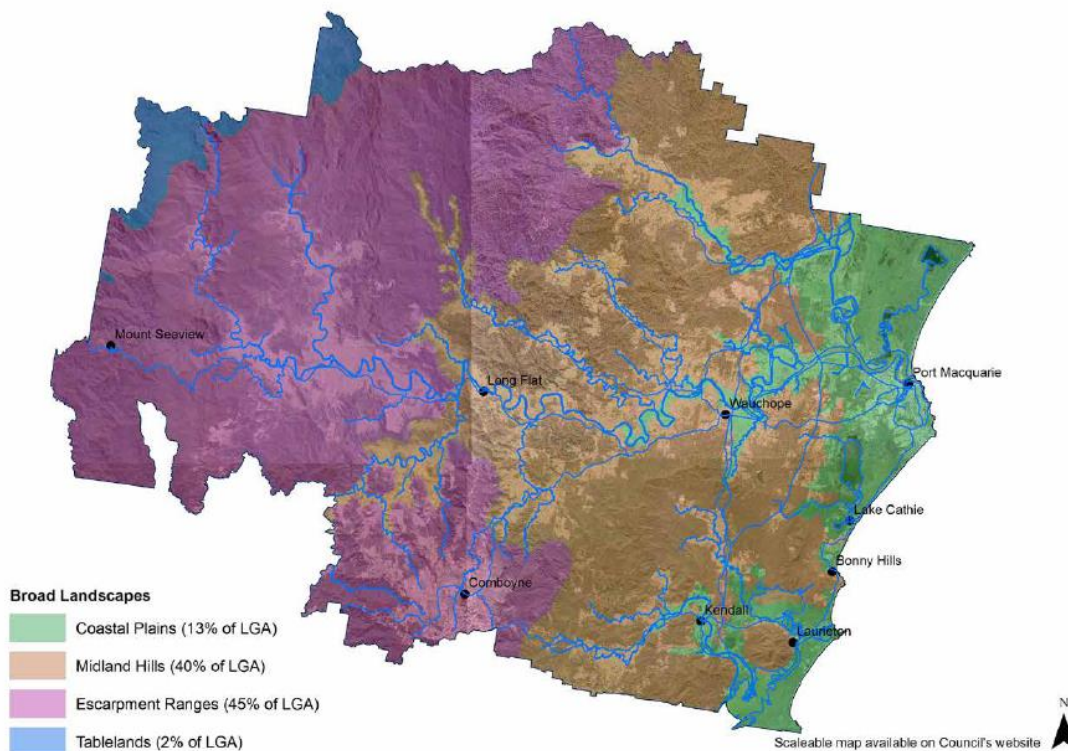 Mount Seaview
Long Flat
Port Macquarie
Wauchope
Lake Cathie
Bonny Hills
Comboyne
Kendall
Laurieton
Broad Landscapes
Coastal Plains (13% of LGA)
Midland Hills (40% of LGA)
Escarpment Ranges (45% of LGA)
Tablelands (2% of LGA)
N
Scaleable map available on Council's website